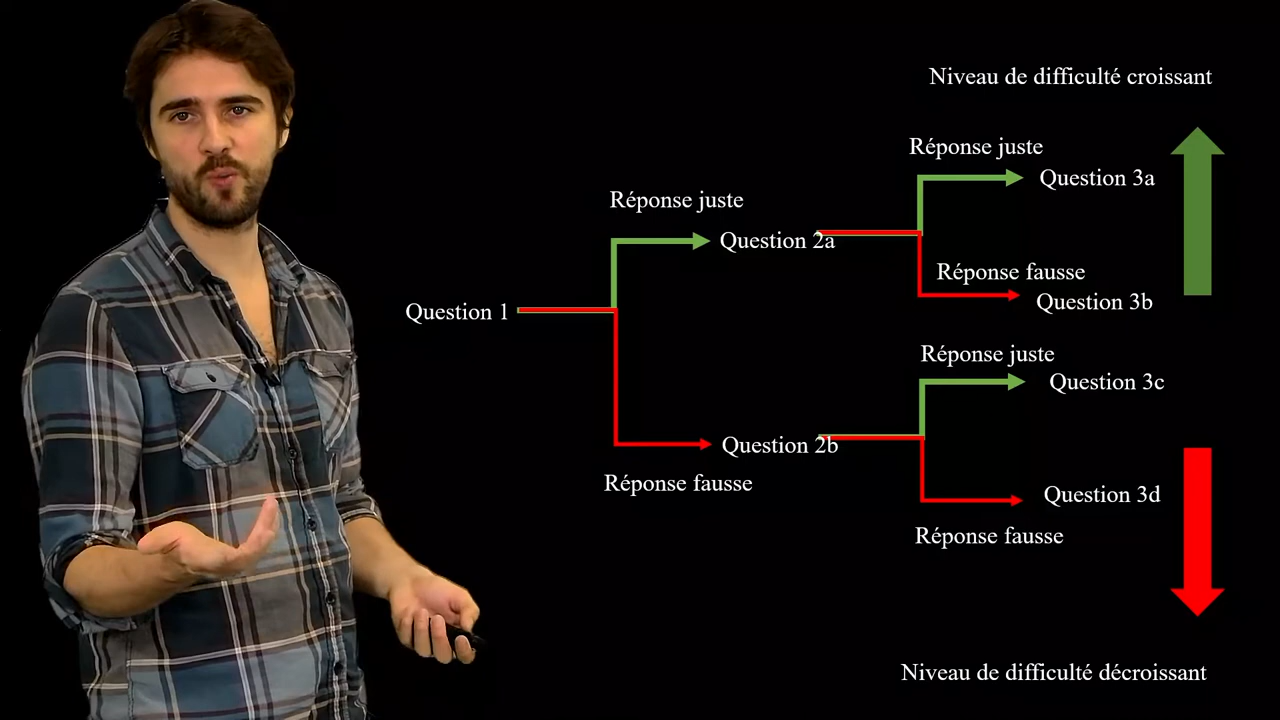 Niveau de difficulté croissant
Réponse juste
Question 3a
Réponse juste
Question 2a
Réponse fausse
Question 3b
Question 1
Réponse juste
Question 3c
Question 2b
Réponse fausse
Question 3d
Réponse fausse
Niveau de difficulté décroissant